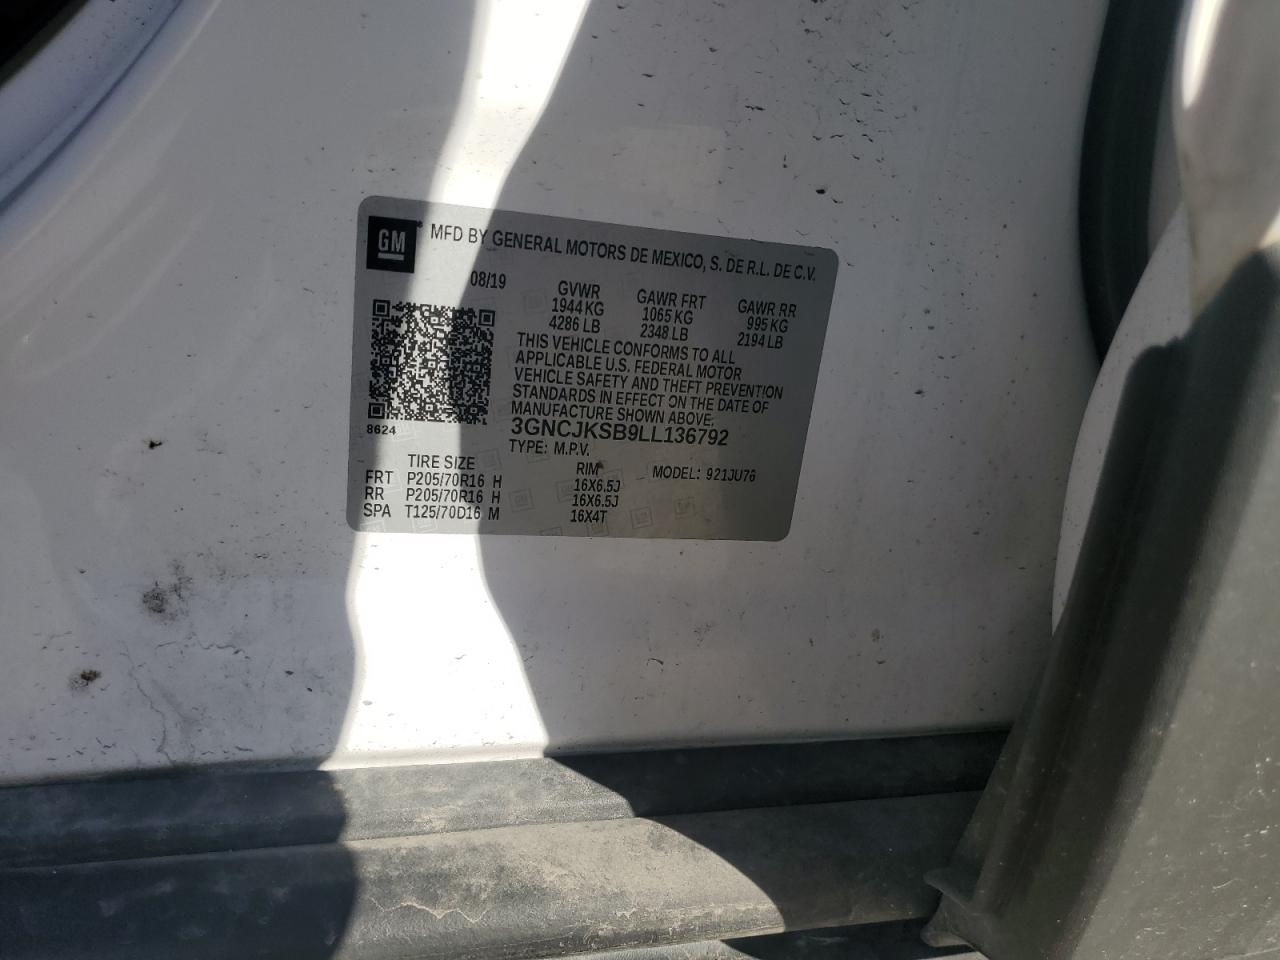 GM MFD BY GENERAL MOTORS DE MEXICO, S. DE R.L. DE C.V.
08/19 GVWR GAWR FRT GAWR RR
1944 KG 1065 KG 995 KG
4286 LB 2348 LB 2194 LB
THIS VEHICLE CONFORMS TO ALL
APPLICABLE U.S. FEDERAL MOTOR
VEHICLE SAFETY AND THEFT PREVENTION
STANDARDS IN EFFECT ON THE DATE OF
MANUFACTURE SHOWN ABOVE.
8624 3GNCJKSB9LL136792
TYPE: M.P.V.
TIRE SIZE RIM MODEL: 921JU76
FRT P205/70R16 H 16X6.5J
RR P205/70R16 H 16X6.5J
SPA T125/70D16 M 16X4T